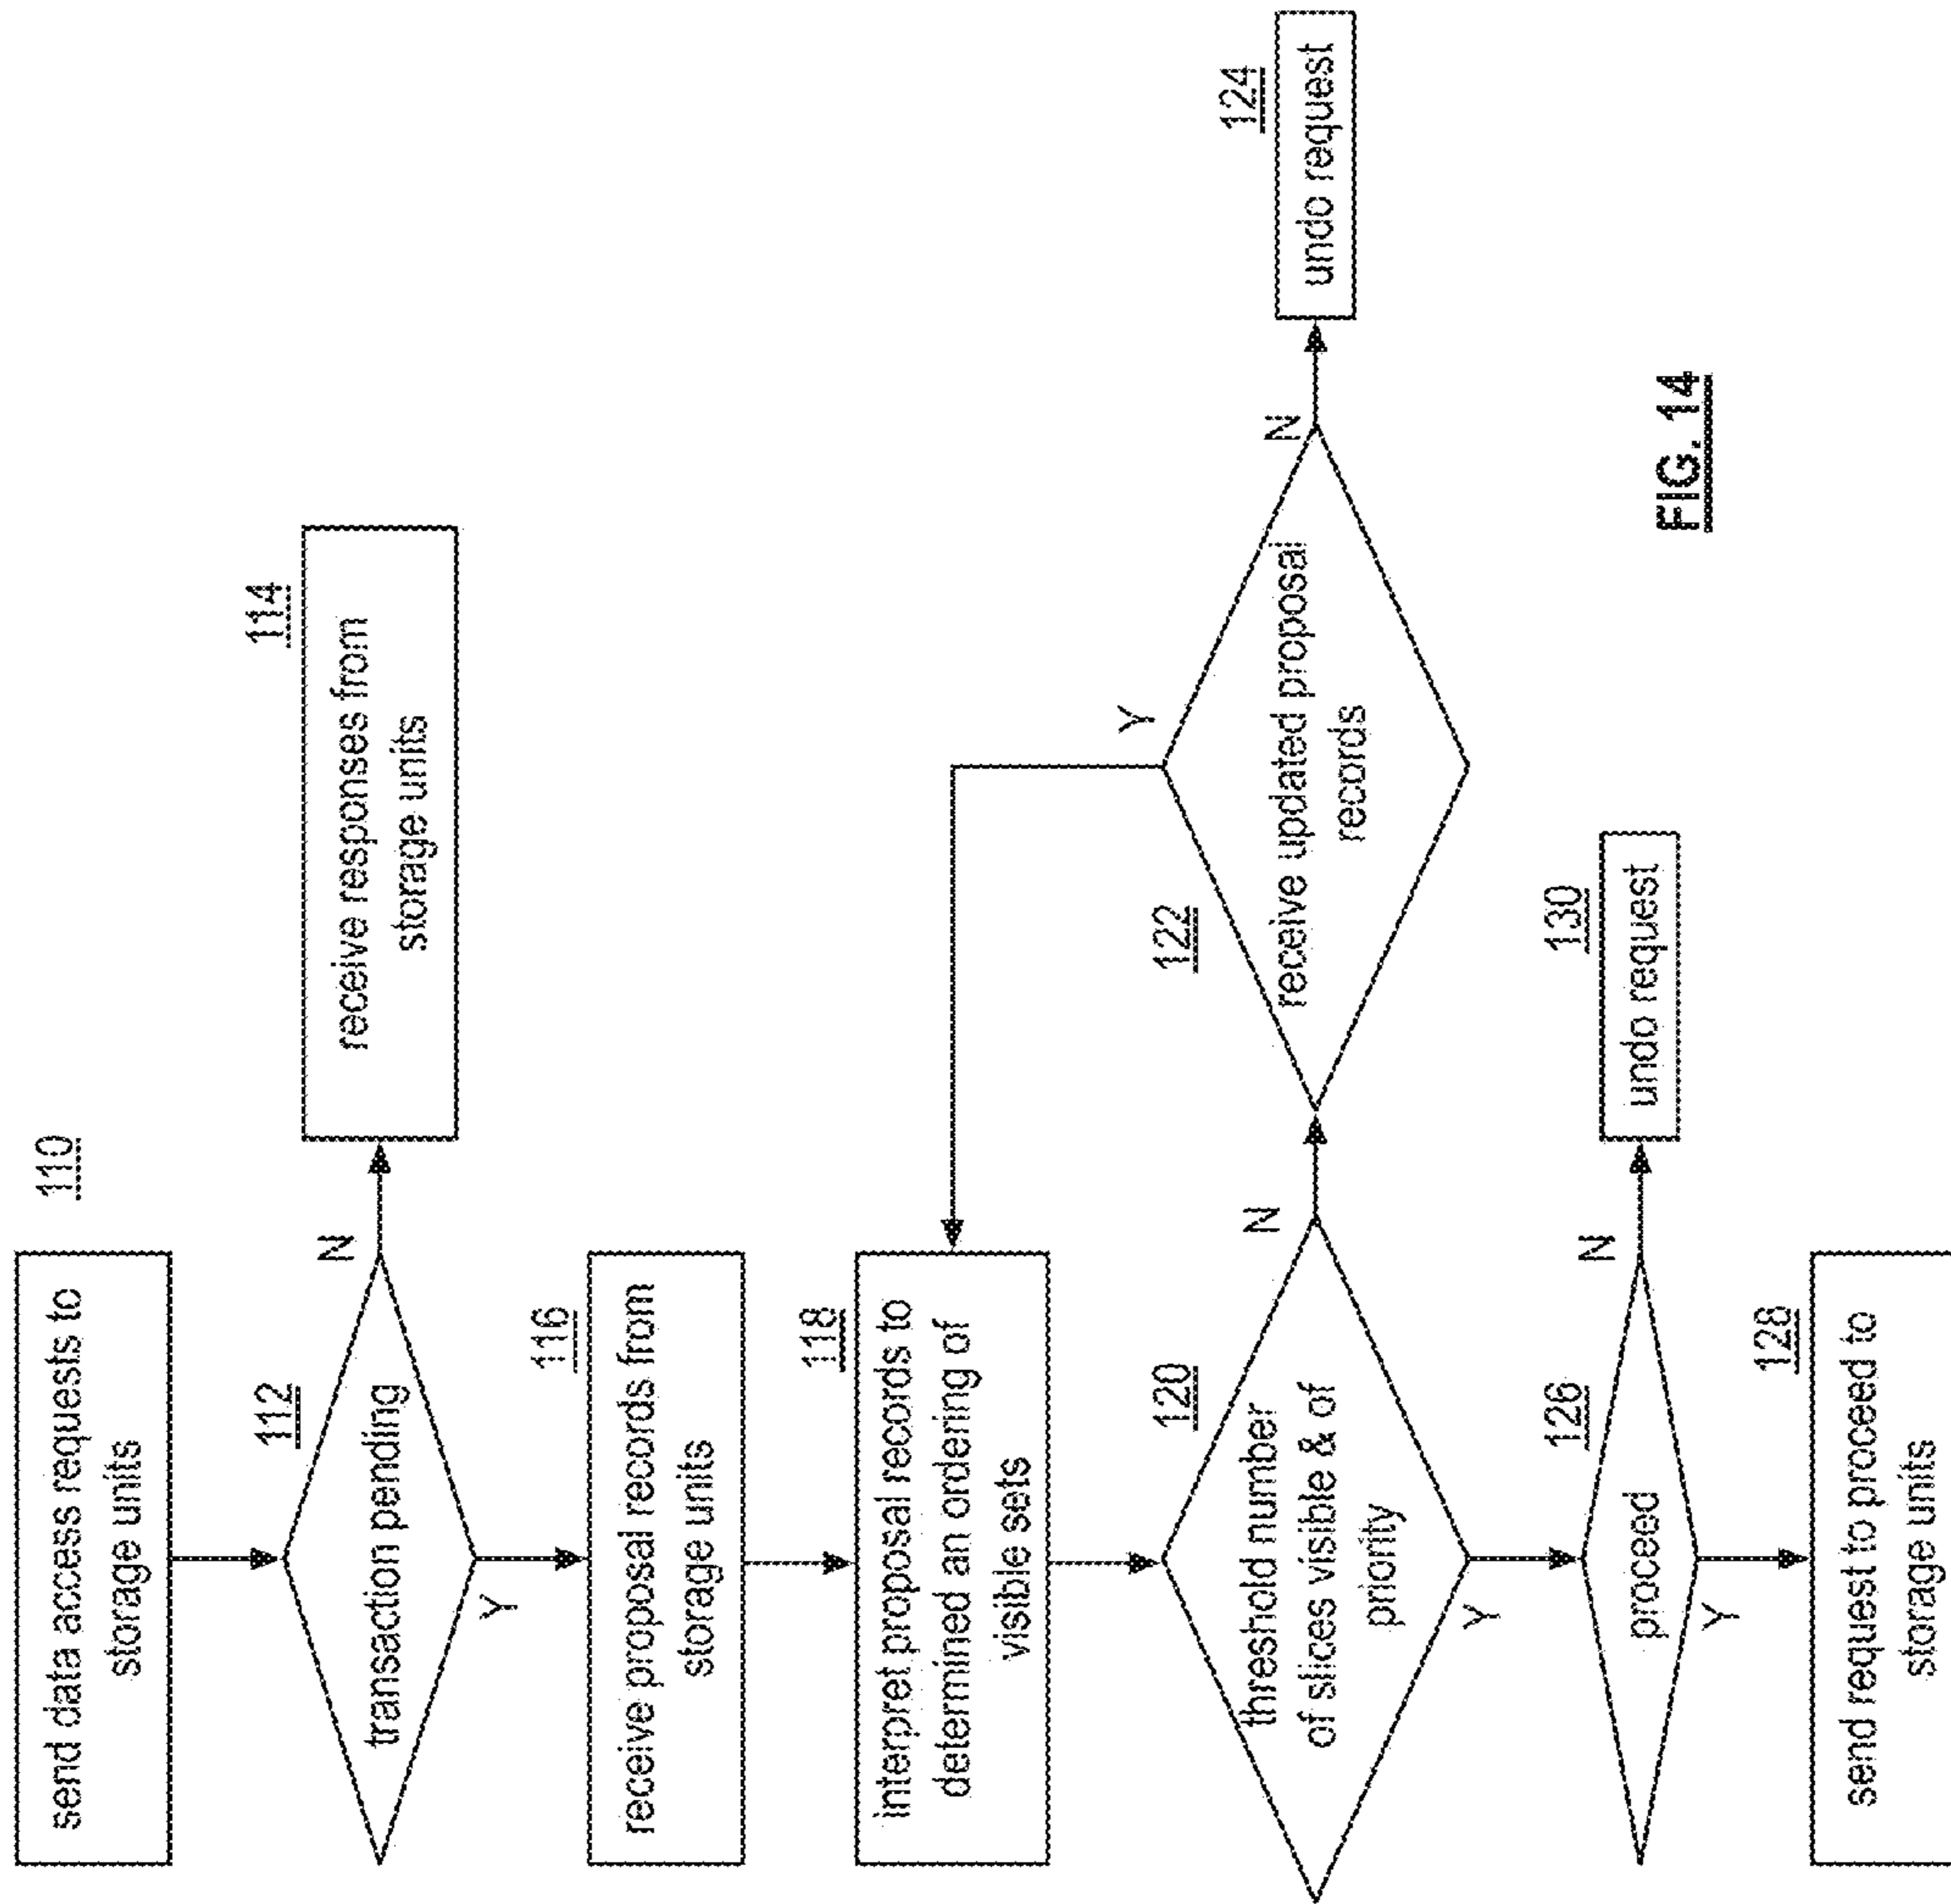 110
send data access requests to
storage units
112
transaction pending
N
Y
114
receive responses from
storage units
116
receive proposal records from
storage units
118
interpret proposal records to
determined an ordering of
visible sets
120
threshold number
of slices visible & of
priority
N
Y
122
receive updated proposal
records
Y
N
124
undo request
126
proceed
N
Y
130
undo request
128
send request to proceed to
storage units
FIG. 14